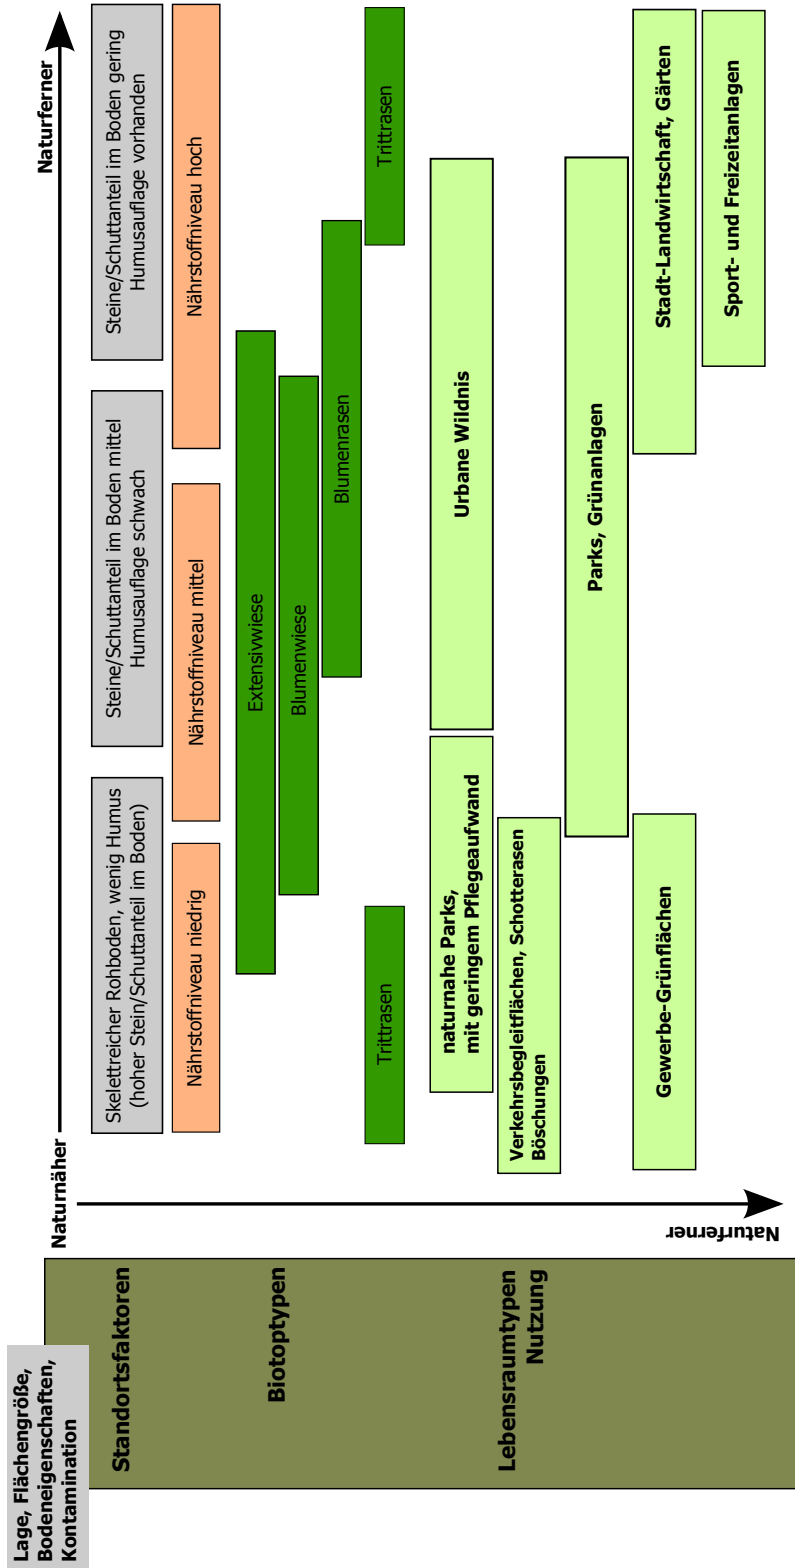 Lage, Flächengröße,
Bodeneigenschaften,
Kontamination
Standortsfaktoren
Biotoptypen
Lebensraumtypen
Nutzung
Naturnäher
Naturferner
Naturferner
Skelettreicher Rohboden, wenig Humus
(hoher Stein/Schuttanteil im Boden)
Steine/Schuttanteil im Boden mittel
Humusauflage schwach
Steine/Schuttanteil im Boden gering
Humusauflage vorhanden
Nährstoffniveau niedrig
Nährstoffniveau mittel
Nährstoffniveau hoch
Extensivwiese
Blumenwiese
Blumenrasen
Trittrasen
Trittrasen
naturnahe Parks,
mit geringem Pflegeaufwand
Urbane Wildnis
Verkehrsbegleitflächen, Schotterasen
Böschungen
Parks, Grünanlagen
Gewerbe-Grünflächen
Stadt-Landwirtschaft, Gärten
Sport- und Freizeitanlagen